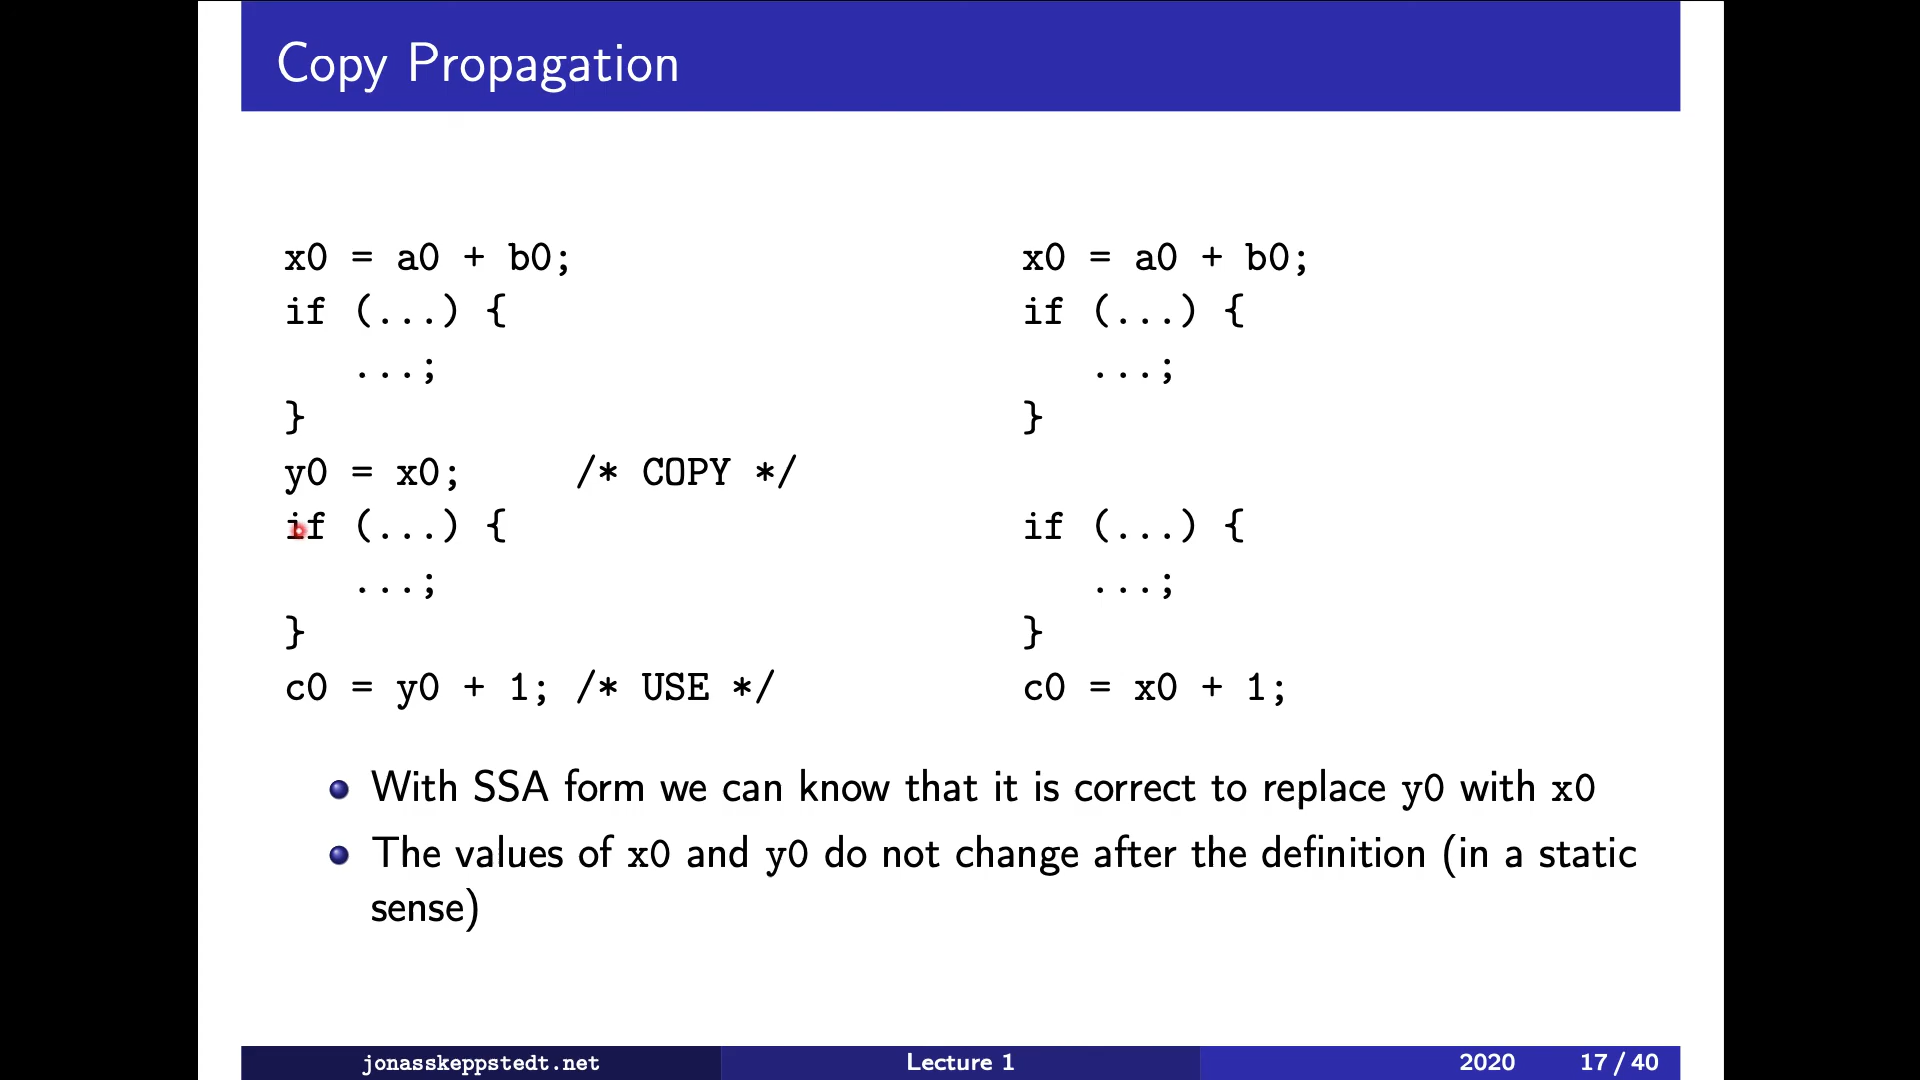 Copy Propagation
x0 = a0 + b0;
if (...) {
...;
}
y0 = x0; /* COPY */
if (...) {
...;
}
c0 = y0 + 1; /* USE */
x0 = a0 + b0;
if (...) {
...;
}
if (...) {
...;
}
c0 = x0 + 1;
With SSA form we can know that it is correct to replace y0 with x0
The values of x0 and y0 do not change after the definition (in a static
sense)
jonasskeppstedt.net Lecture 1 2020 17 / 40